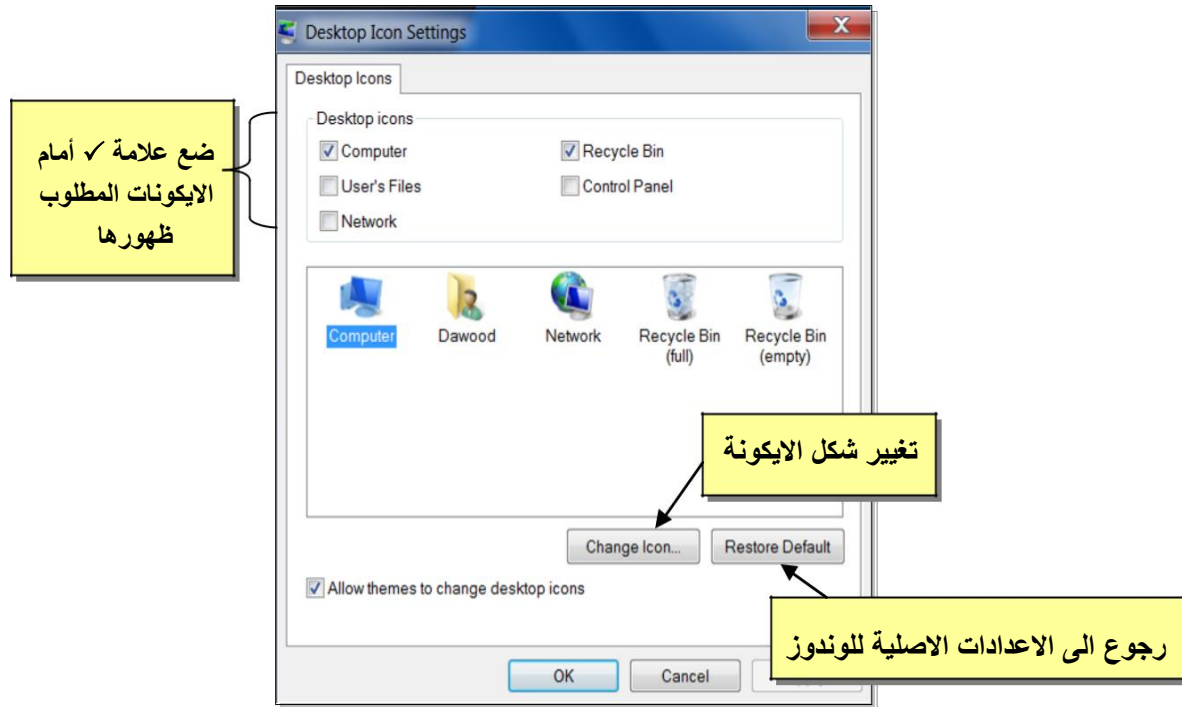 Desktop Icon Settings
X
Desktop Icons
Desktop icons
Computer
Recycle Bin
User's Files
Control Panel
Network
ضع علامة ✓ أمام
الايكونات المطلوب
ظهورها
Computer
Dawood
Network
Recycle Bin
(full)
Recycle Bin
(empty)
تغيير شكل الايكونة
Change Icon...
Restore Default
Allow themes to change desktop icons
رجوع الى الاعدادات الاصلية للوندوز
OK
Cancel